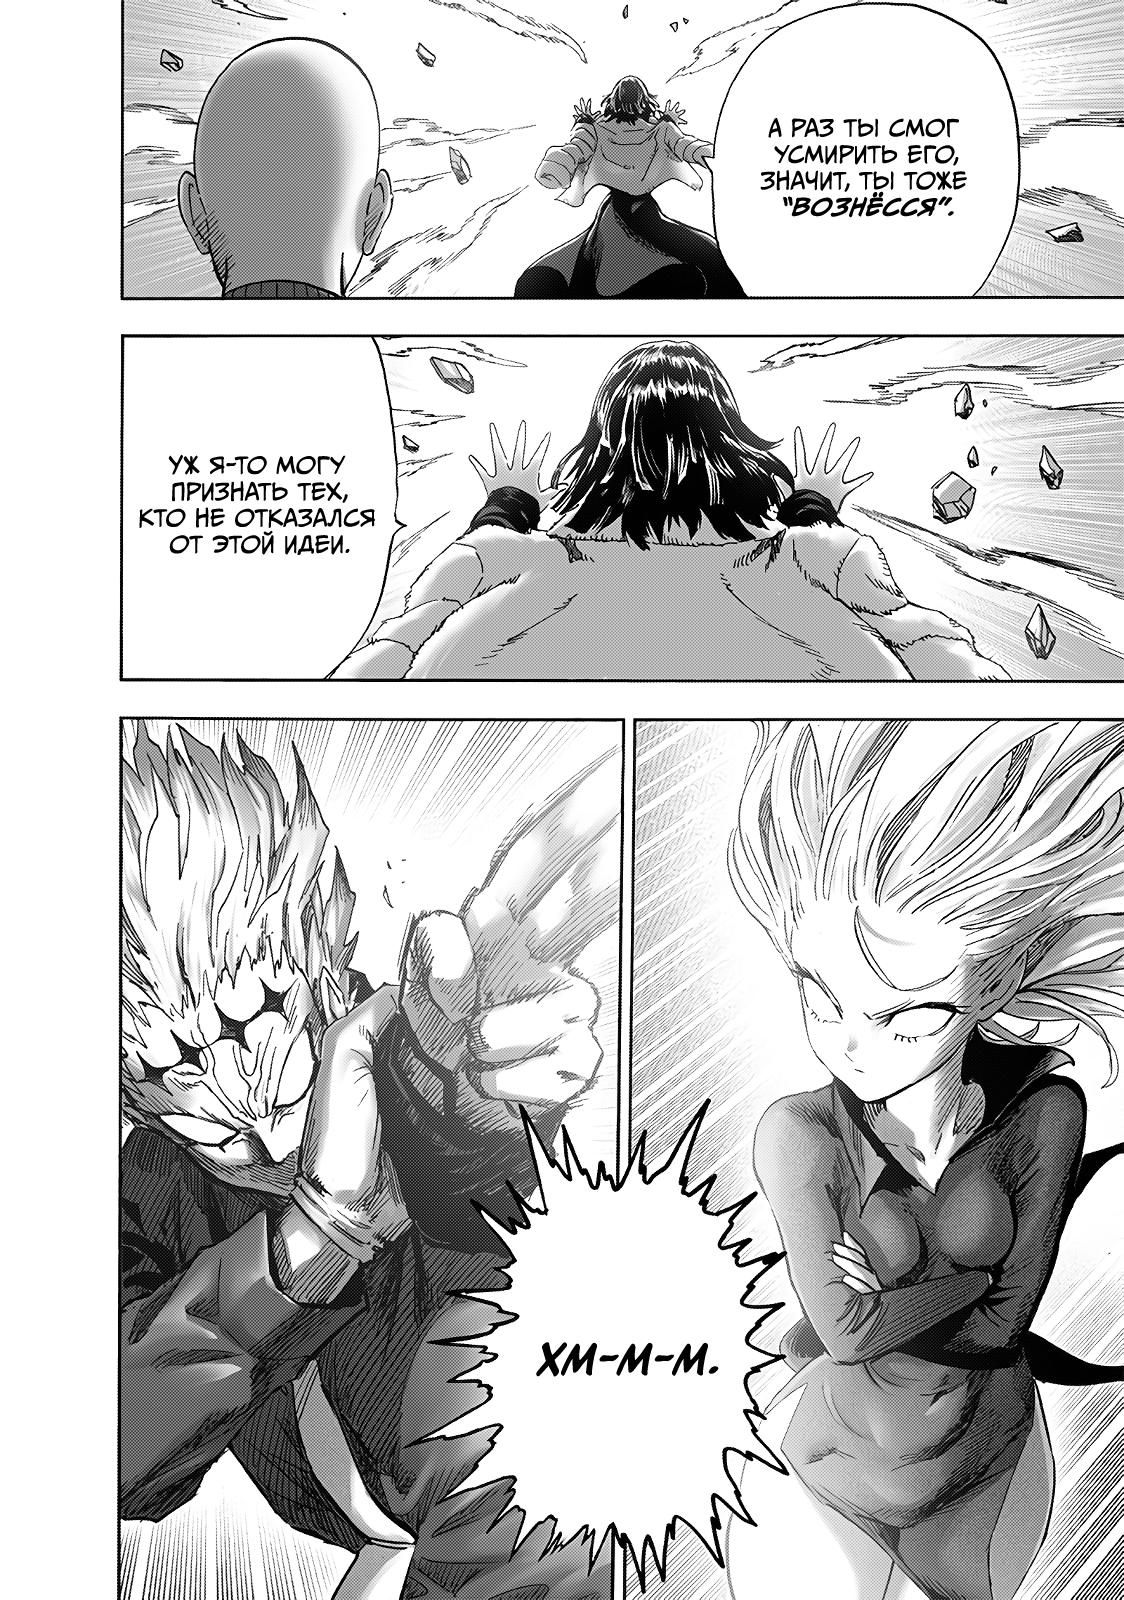 А РАЗ ТЫ СМОГ
УСМИРИТЬ ЕГО,
ЗНАЧИТ, ТЫ ТОЖЕ
"ВОЗНЁССЯ".
УЖ Я-ТО МОГУ
ПРИЗНАТЬ ТЕХ,
КТО НЕ ОТКАЗАЛСЯ
ОТ ЭТОЙ ИДЕИ.
ХМ-М-М.